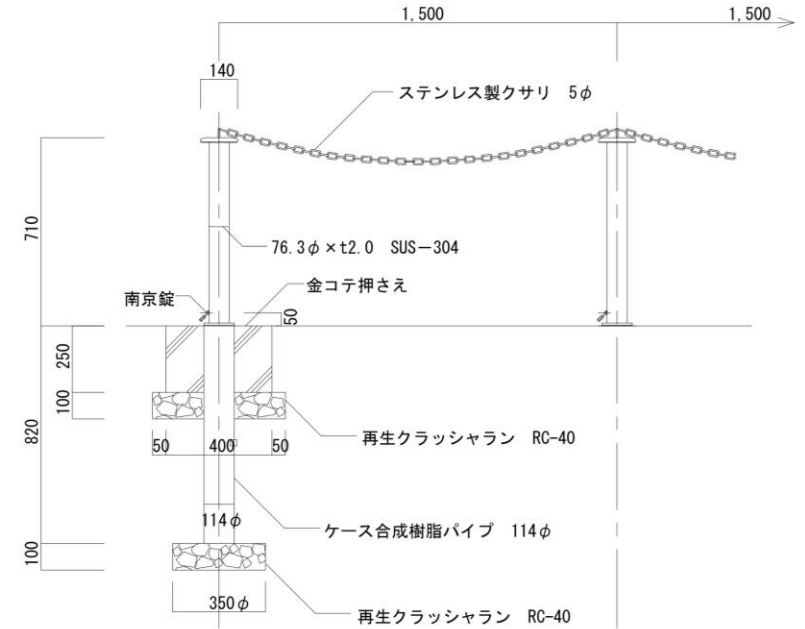 1,500
1,500
140
ステンレス製クサリ 5φ
710
76.3φ×t2.0 SUS－304
金コテ押さえ
南京錠
50
250
100
820
再生クラッシャラン RC-40
50
400
50
114φ
ケース合成樹脂パイプ 114φ
100
350φ
再生クラッシャラン RC-40